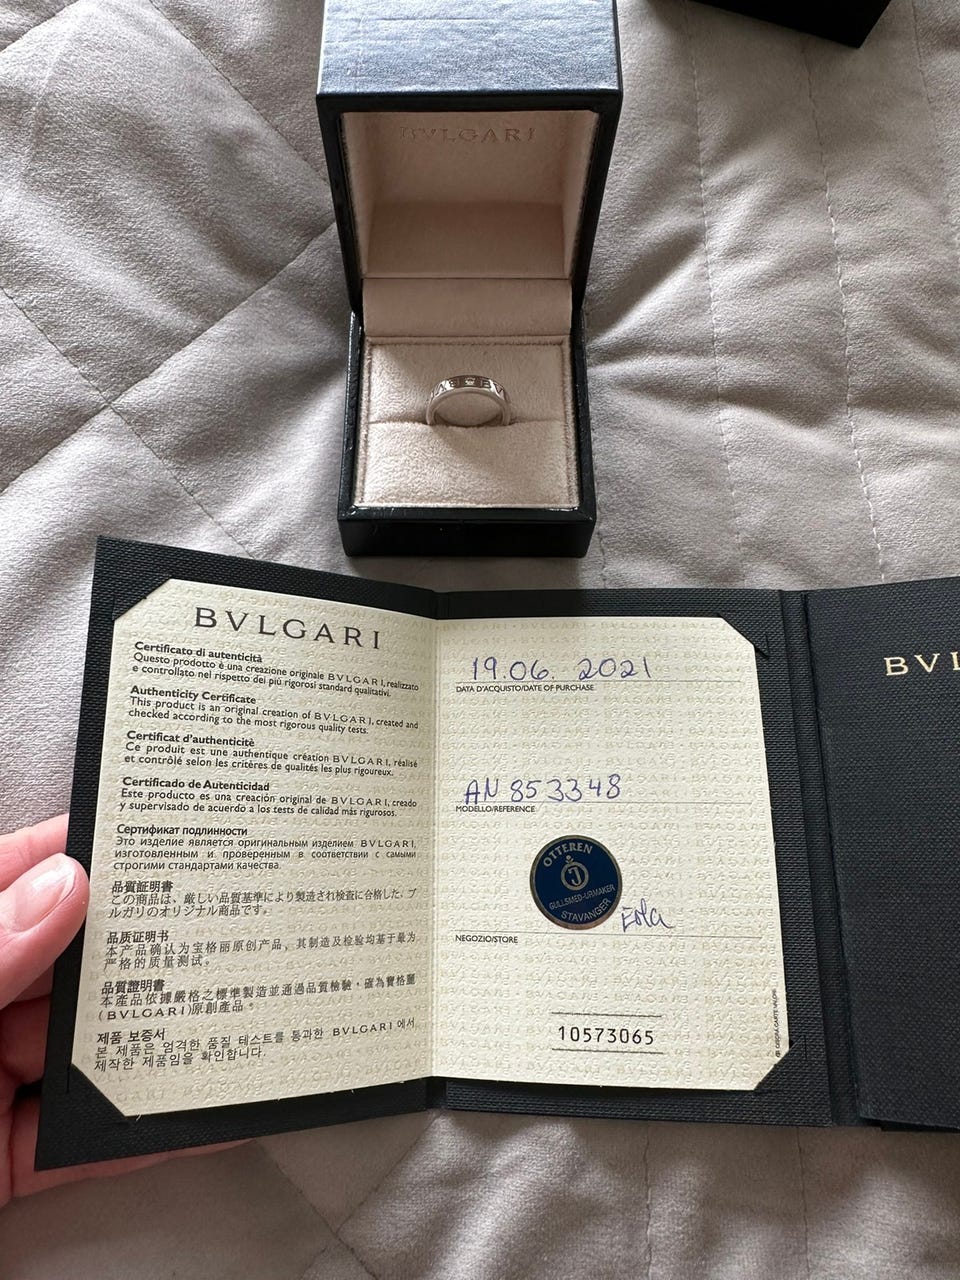 BVLGARI
BV
BVLGARI
Certificato di autenticità
Questo prodotto è una creazione originale BVLGARI, realizzato
e controllato nel rispetto dei più rigorosi standard qualitativi.
Authenticity Certificate
This product is an original creation of BVLGARI, created and
checked according to the most rigorous quality tests.
Certificat d'authenticitè
Ce produit est une authentique création BVLGARI, réalisé
et contrôlé selon les critères de qualités les plus rigoureux.
Certificado de Autenticidad
Este producto es una creación original de BVLGARI, creado
y supervisado de acuerdo a los tests de calidad más rigurosos.
Сертификат подлинности
Это изделие является оригинальным изделием BVLGARI,
изготовленным и проверенным в соответствии с самыми
строгими стандартами качества.
品質証明書
この商品は、厳しい品質基準により製造され検査に合格した、ブ
ルガリのオリジナル商品です。
品质证明书
本产品确认为宝格丽原创产品，其制造及检验均基于最为
严格的质量测试。
品質證明書
本產品依據嚴格之標準製造並通過品質檢驗，確為寶格麗
(BVLGARI)原創產品。
제품 보증서
본 제품은 엄격한 품질 테스트를 통과한 BVLGARI 에서
제작한 제품임을 확인합니다.
19.06. 2021
DATA D'ACQUISTO/DATE OF PURCHASE
AN 853348
MODELLO/REFERENCE
OTTEREN
GULLSMED-URMAKER
STAVANGER
NEGOZIO/STORE
10573065
BVL